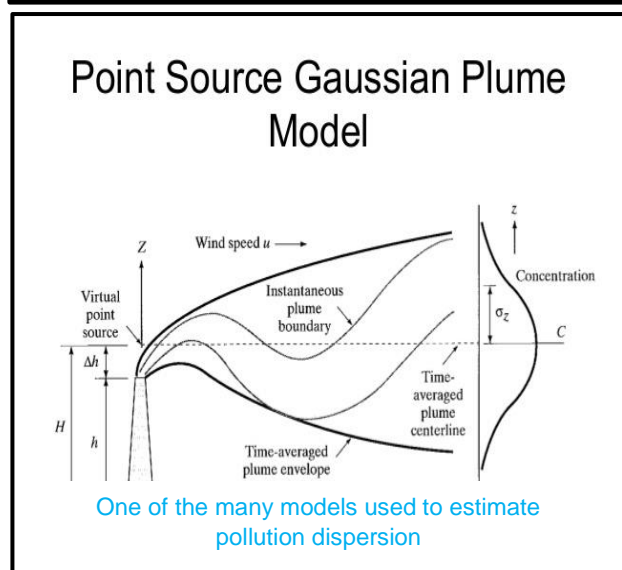 Point Source Gaussian Plume
Model
z
Z
Wind speed u
Concentration
Virtual
point
source
Instantaneous
plume
boundary
σz
C
Δh
Time-
averaged
plume
centerline
H
h
Time-averaged
plume envelope
One of the many models used to estimate
pollution dispersion